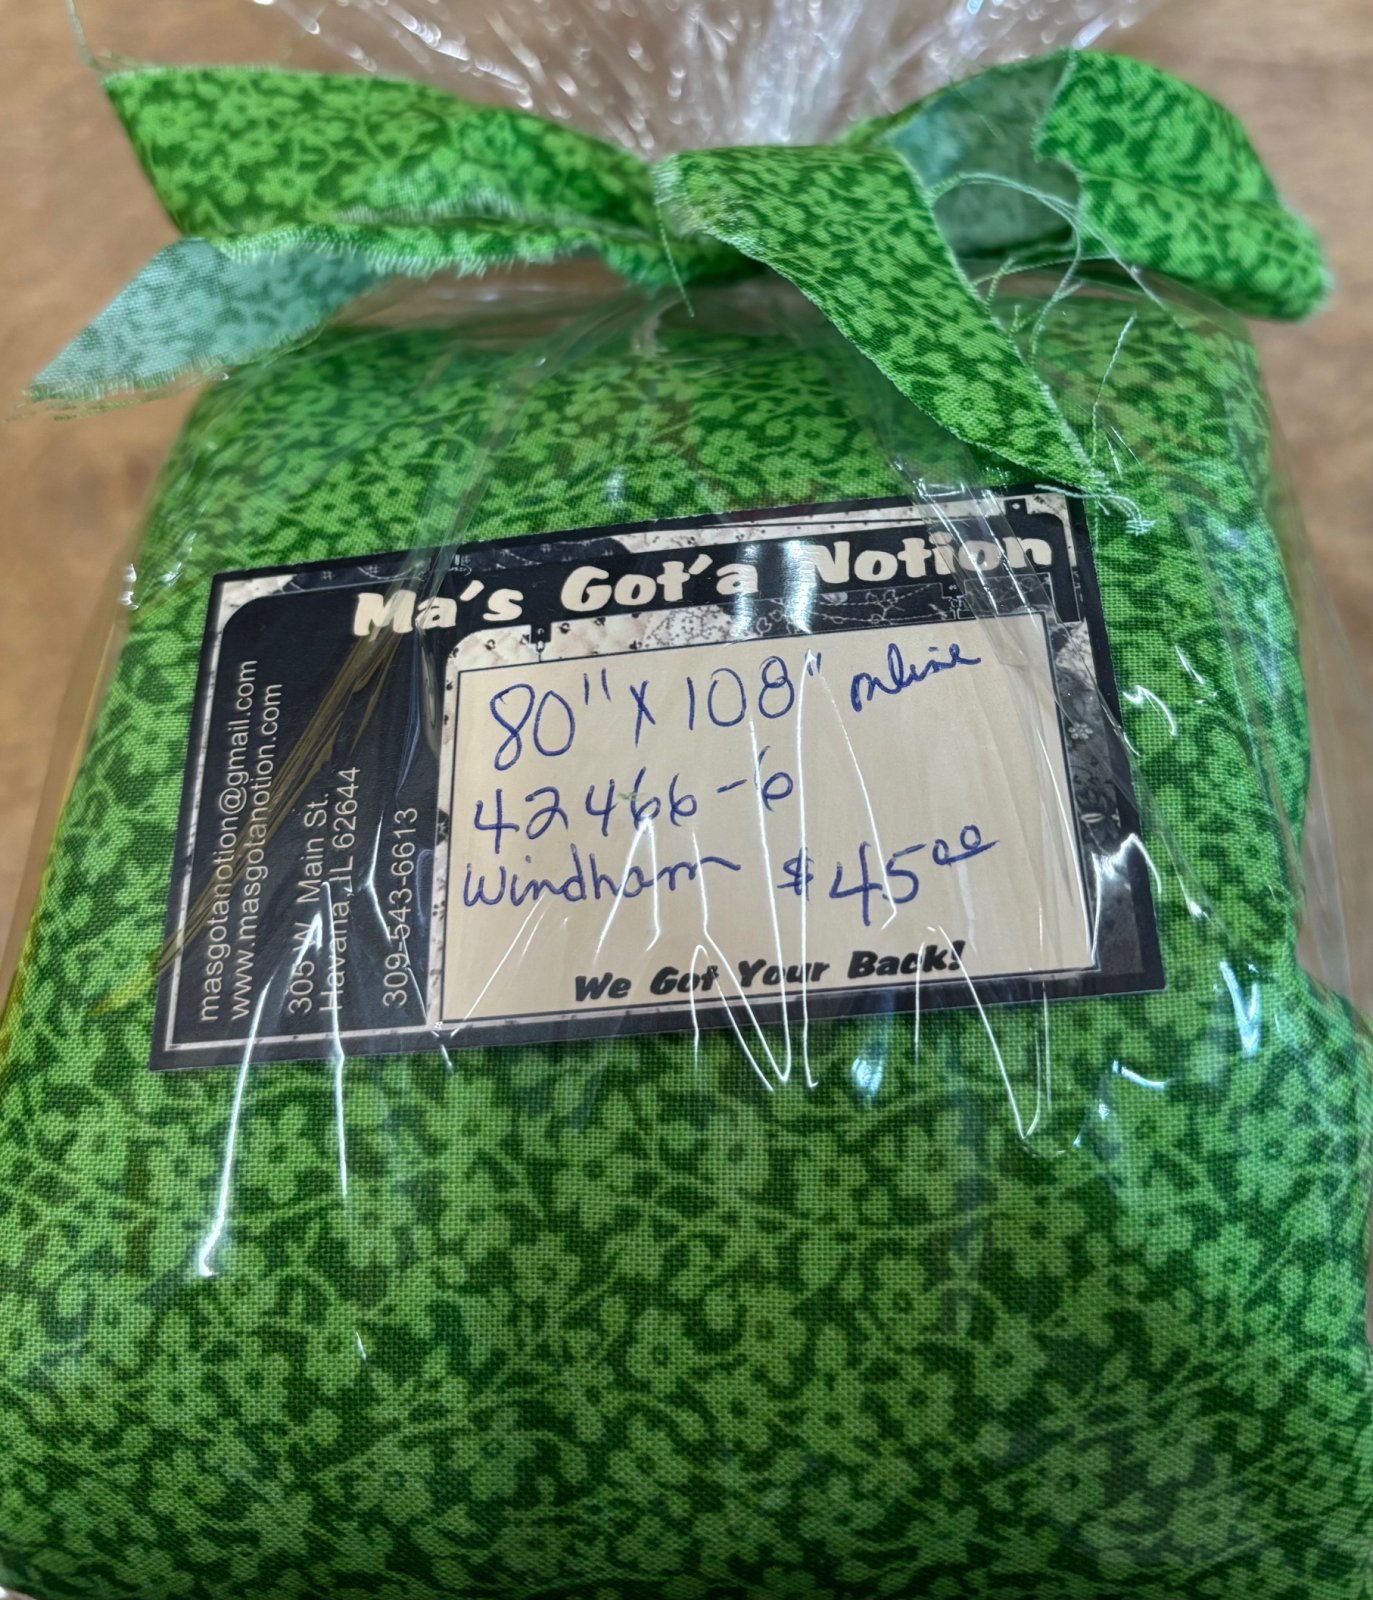 Ma's Got'a Notion
masgotanotion@gmail.com
www.masgotanotion.com
305 W. Main St.
Havana, IL 62644
309-543-6613
80" x 108" online
42466-6
Windham $45.00
We Got Your Back!